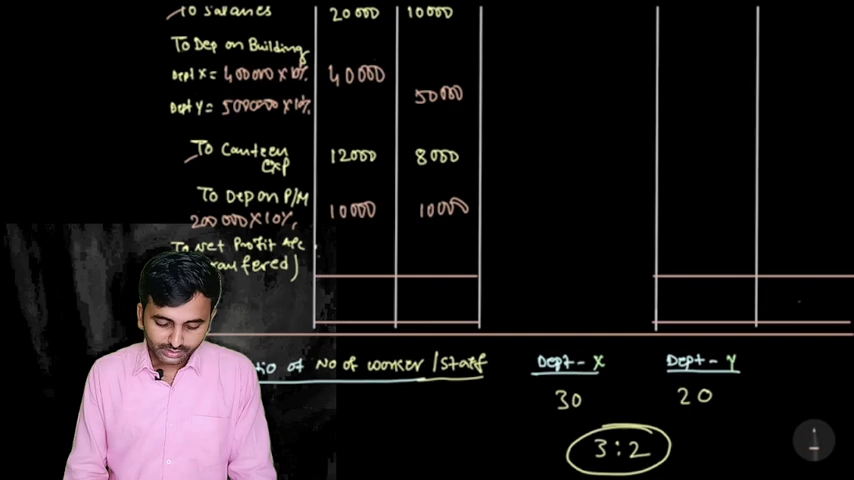 To Salaries 20000 10000
To Dep on Building
Dept X = 400000 X 10% 40000
Dept Y = 500000 X 10% 50000
To Canteen Exp 12000 8000
To Dep on P/M
200000 X 10% 10000 10000
To Net Profit
of No of worker / Staff Dept - X Dept - Y
30 20
3:2